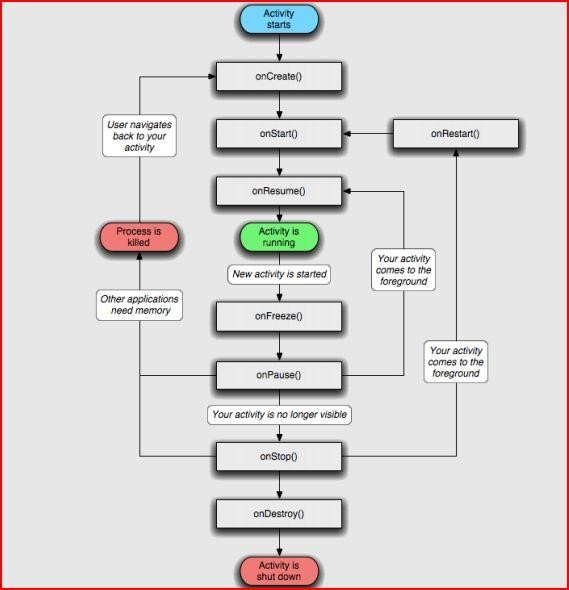 Activity
starts
onCreate()
User navigates
back to your
activity
onStart()
onRestart()
onResume()
Process is
killed
Activity is
running
New activity is started
Your activity
comes to the
foreground
Other applications
need memory
onFreeze()
Your activity
comes to the
foreground
onPause()
Your activity is no longer visible
onStop()
onDestroy()
Activity is
shut down